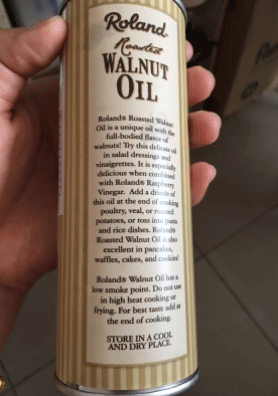 Roland®
Roasted
WALNUT
OIL
Roland® Roasted Walnut
Oil is a unique oil with the
full-bodied flavor of
walnuts! Try this delicate oil
in salad dressings and
vinaigrettes. It is especially
delicious when combined
with Roland® Raspberry
Vinegar. Add a drizzle of
this oil at the end of cooking
poultry, veal, or roasted
potatoes, or toss into pasta
and rice dishes. Roland®
Roasted Walnut Oil is also
excellent in pancakes,
waffles, cakes, and cookies!
Roland® Walnut Oil has a
low smoke point. Do not use
in high heat cooking or
frying. For best taste add at
the end of cooking.
STORE IN A COOL
AND DRY PLACE.